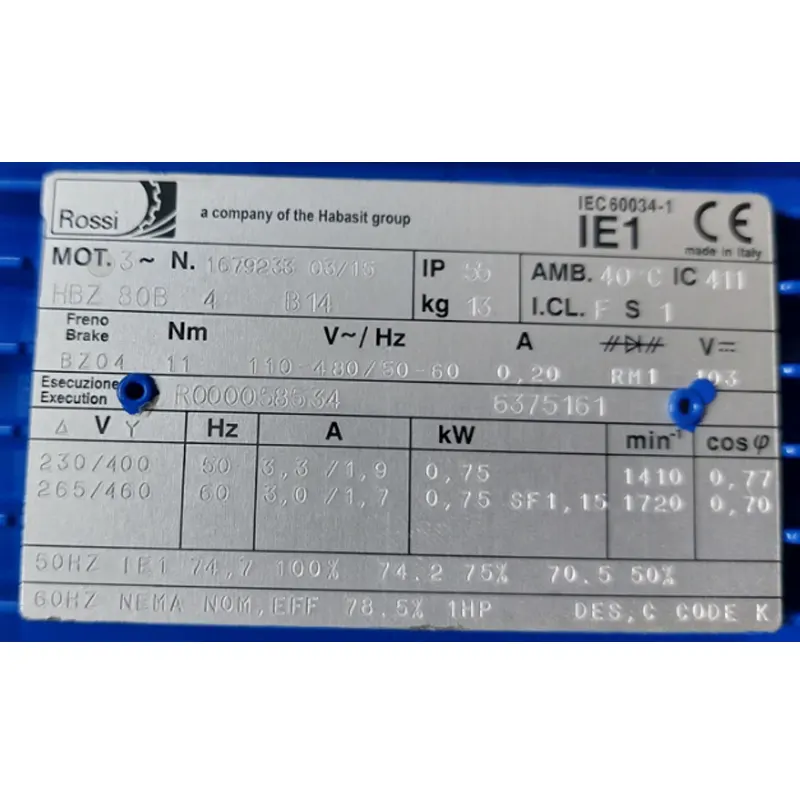 Rossi
a company of the Habasit group
IEC 60034-1
IE1
CE
made in Italy
MOT. 3~ N. 1679233 03/15
IP 55
AMB. 40°C IC 411
HBZ 80B 4 B14
kg 13
I.CL. F S 1
Freno
Brake
Nm V~/ Hz A V⎓
BZ04 11 110-480/50-60 0,20 RM1 103
Esecuzione
Execution
R000058534 6375161
Δ V Y Hz A kW min⁻¹ cosφ
230/400 50 3,3 /1,9 0,75 1410 0,77
265/460 60 3,0 /1,7 0,75 SF1,15 1720 0,70
50HZ IE1 74,7 100% 74.2 75% 70.5 50%
60HZ NEMA NOM,EFF 78.5% 1HP DES,C CODE K